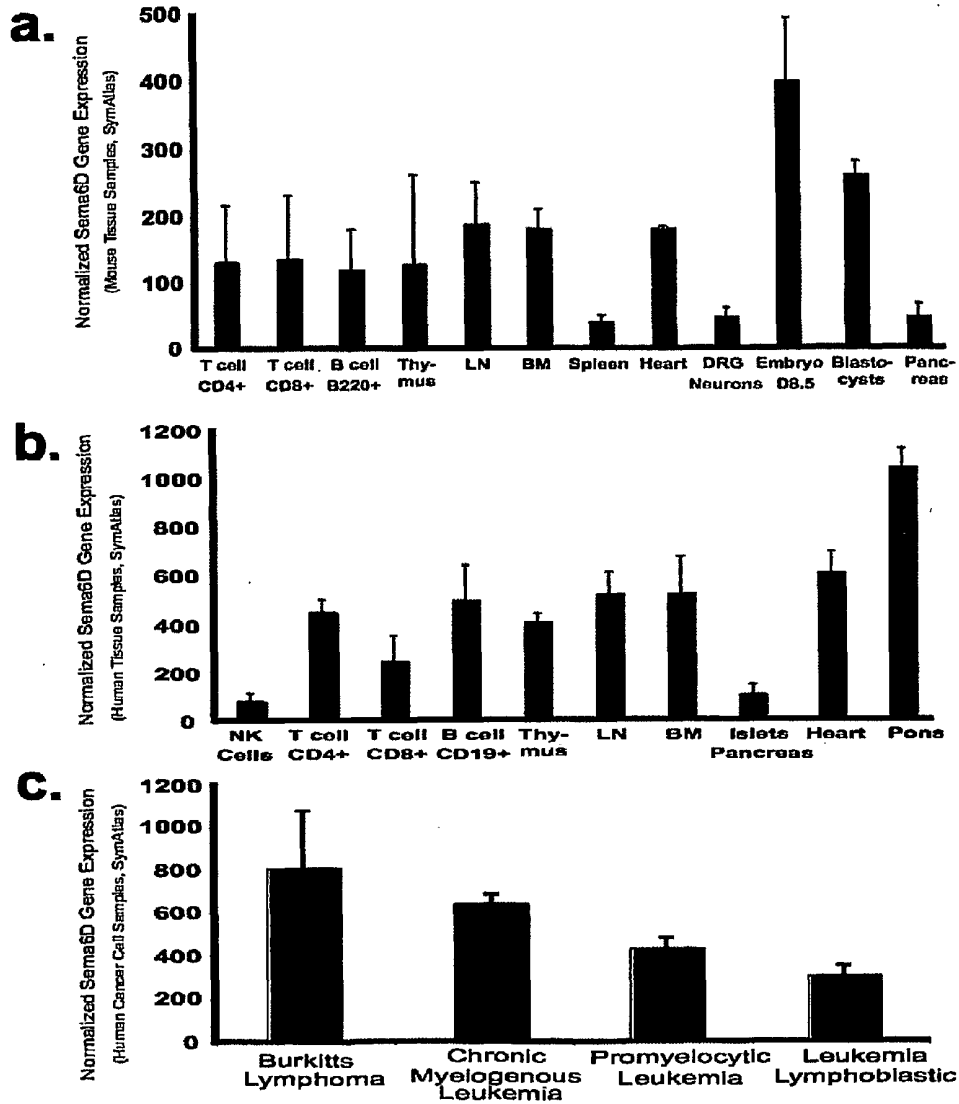 a.
Normalized Sema6D Gene Expression
(Mouse Tissue Samples, SymAtlas)
500
400
300
200
100
0
T cell CD4+
T cell CD8+
B cell B220+
Thy-
mus
LN
BM
Spleen
Heart
DRG Neurons
Embryo D8.5
Blasto-
cysts
Panc-
reas
b.
Normalized Sema6D Gene Expression
(Human Tissue Samples, SymAtlas)
1200
1000
800
600
400
200
0
NK Cells
T cell CD4+
T cell CD8+
B cell CD19+
Thy-
mus
LN
BM
Islets Pancreas
Heart
Pons
c.
Normalized Sema6D Gene Expression
(Human Cancer Cell Samples, SymAtlas)
1200
1000
800
600
400
200
0
Burkitts
Lymphoma
Chronic
Myelogenous
Leukemia
Promyelocytic
Leukemia
Leukemia
Lymphoblastic